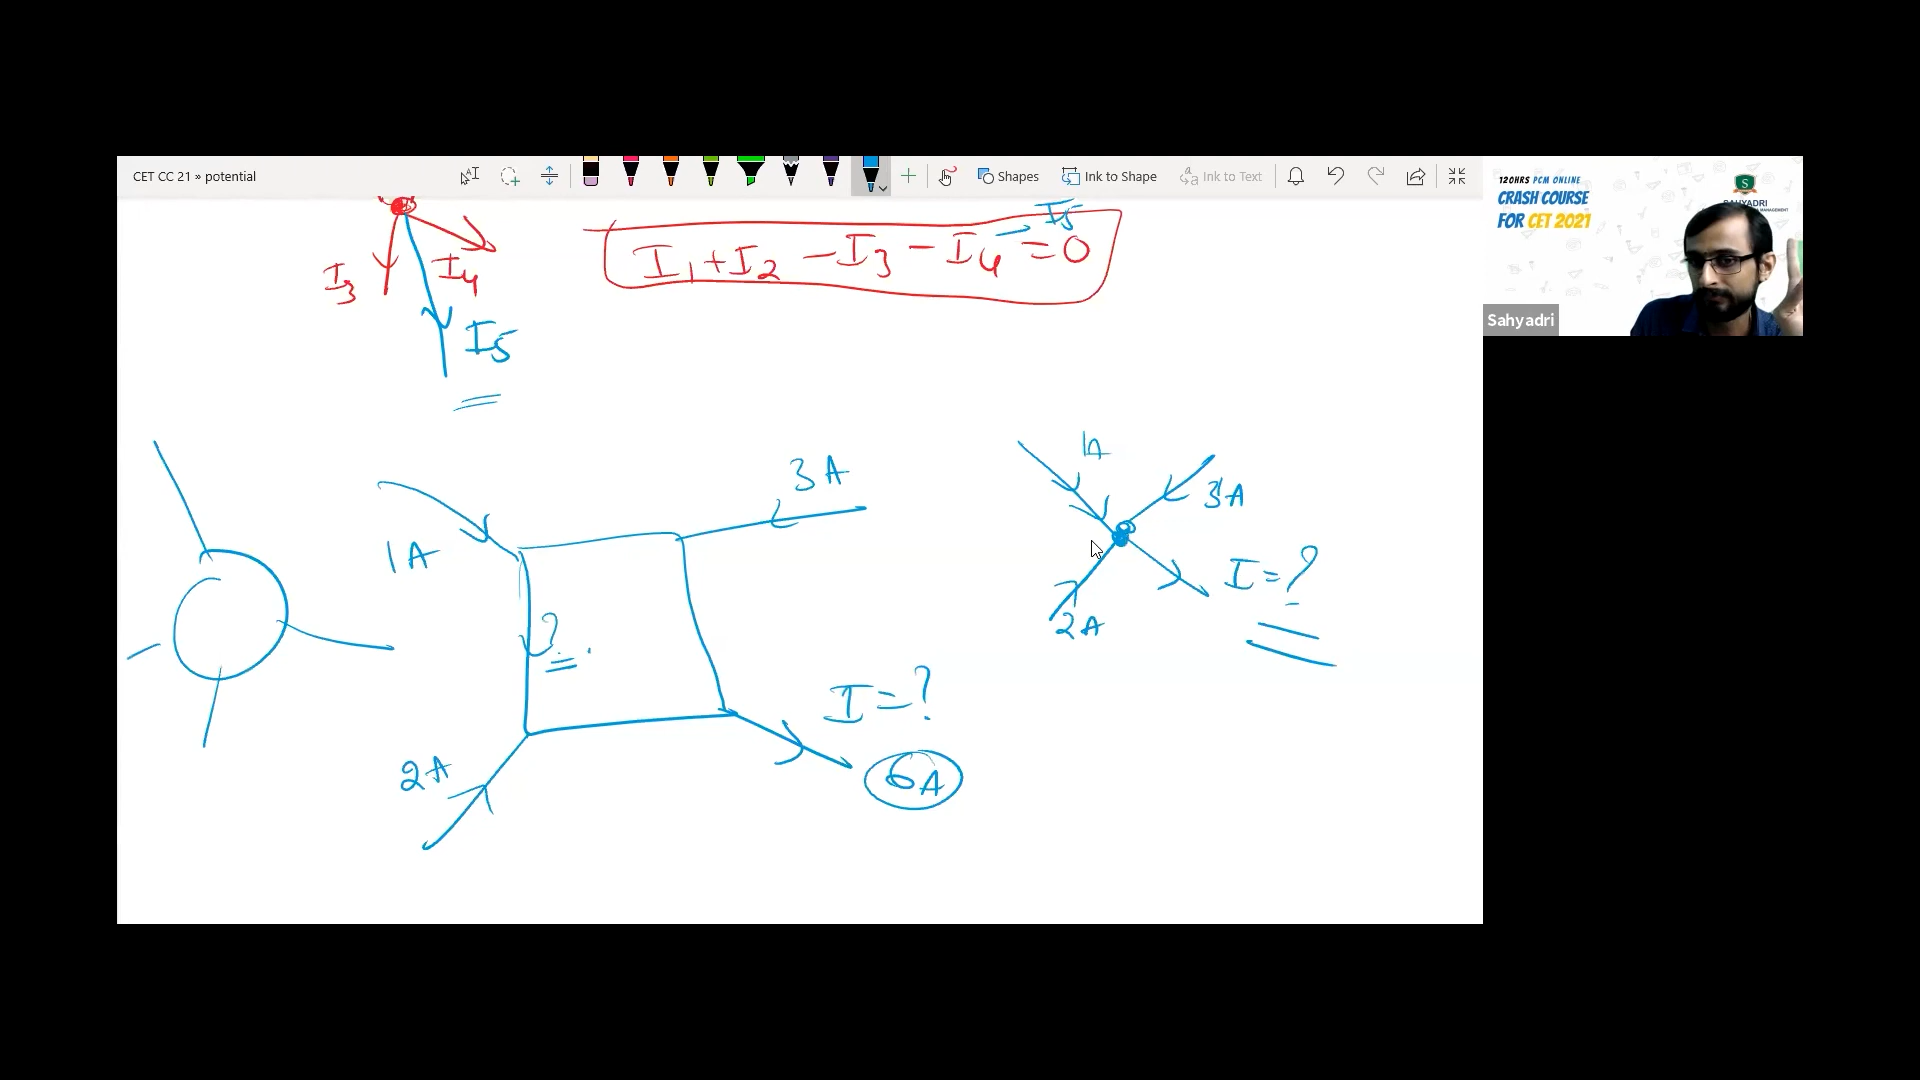 CET CC 21 » potential
Shapes
Ink to Shape
Ink to Text
120HRS PCM ONLINE
CRASH COURSE
FOR CET 2021
S
SAHYADRI
Sahyadri
I5
I1 + I2 - I3 - I4 = 0
I3
I4
I5
3A
1A
?
2A
I = ?
6A
1A
3A
I = ?
2A